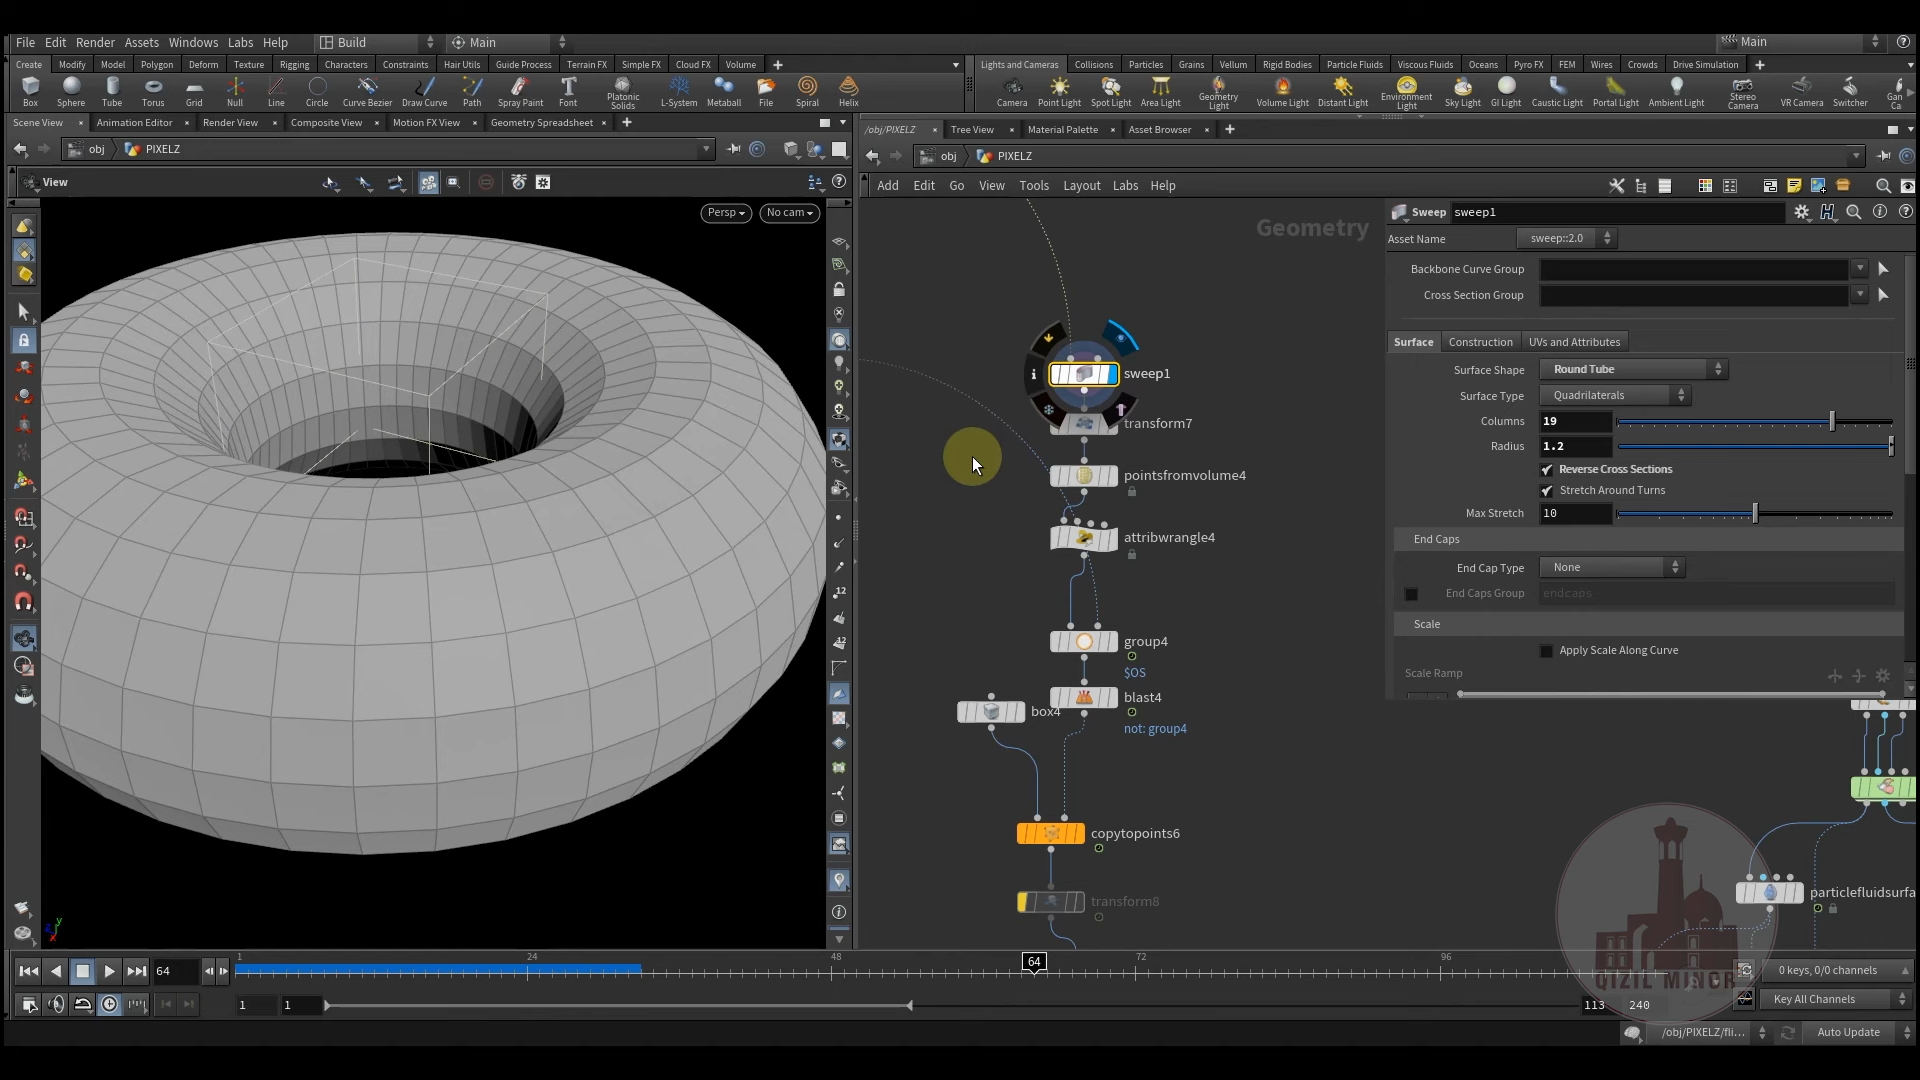 File Edit Render Assets Windows Labs Help Build Main Main
Create Modify Model Polygon Deform Texture Rigging Characters Constraints Hair Utils Guide Process Terrain FX Simple FX Cloud FX Volume
Lights and Cameras Collisions Particles Grains Vellum Rigid Bodies Particle Fluids Viscous Fluids Oceans Pyro FX FEM Wires Crowds Drive Simulation
Box Sphere Tube Torus Grid Null Line Circle Curve Bezier Draw Curve Path Spray Paint Font Platonic Solids L-System Metaball File Spiral Helix
Camera Point Light Spot Light Area Light Geometry Light Volume Light Distant Light Environment Light Sky Light GI Light Caustic Light Portal Light Ambient Light Stereo Camera VR Camera Switcher Gan Ca
Scene View Animation Editor Render View Composite View Motion FX View Geometry Spreadsheet
/obj/PIXELZ Tree View Material Palette Asset Browser
obj PIXELZ
obj PIXELZ
View
Add Edit Go View Tools Layout Labs Help
Persp No cam
Geometry
Sweep sweep1
Asset Name sweep::2.0
Backbone Curve Group
Cross Section Group
Surface Construction UVs and Attributes
Surface Shape Round Tube
Surface Type Quadrilaterals
Columns 19
Radius 1.2
Reverse Cross Sections
Stretch Around Turns
Max Stretch 10
End Caps
End Cap Type None
End Caps Group endcaps
Scale
Apply Scale Along Curve
Scale Ramp
sweep1
transform7
pointsfromvolume4
attribwrangle4
group4
$OS
blast4
not: group4
box4
copytopoints6
transform8
particlefluidsurfa
12
12
y
z
x
QIZIL MINOR
64 1 24 48 64 72 96
0 keys, 0/0 channels
1 1 113 240
Key All Channels
/obj/PIXELZ/fli... Auto Update